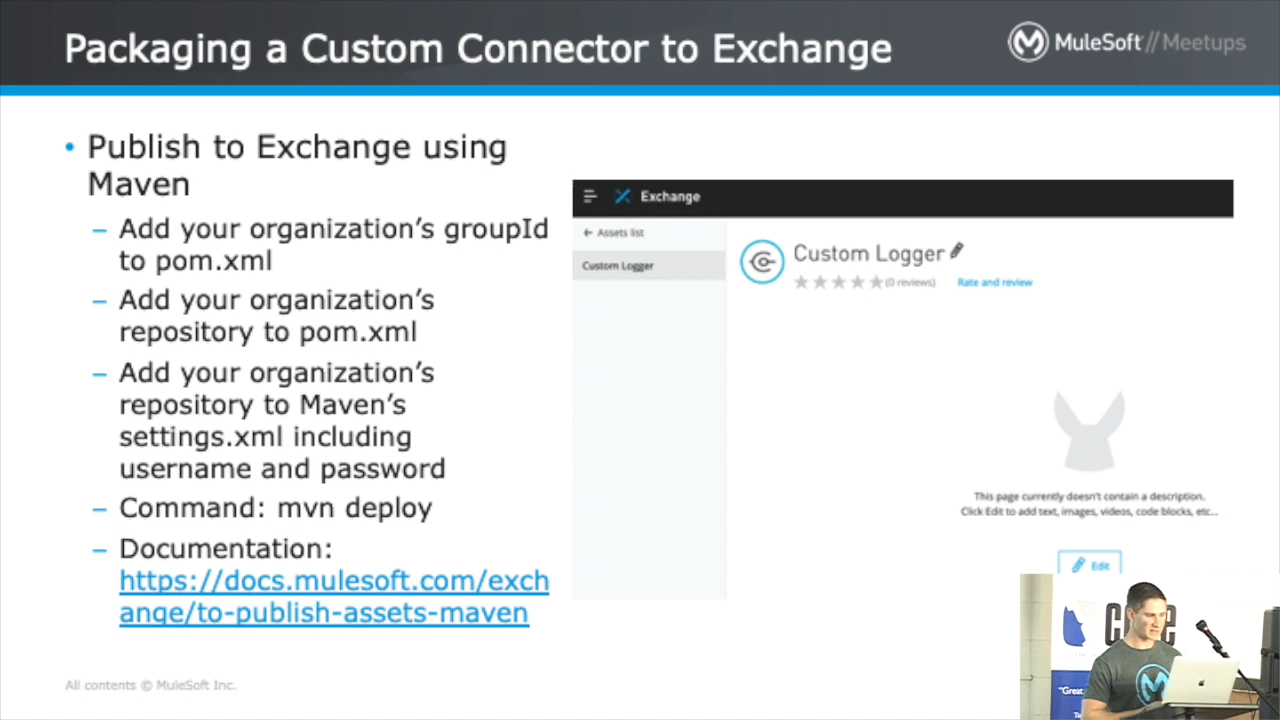 Packaging a Custom Connector to Exchange
MuleSoft // Meetups
• Publish to Exchange using
Maven
– Add your organization's groupId
to pom.xml
– Add your organization's
repository to pom.xml
– Add your organization's
repository to Maven's
settings.xml including
username and password
– Command: mvn deploy
– Documentation:
https://docs.mulesoft.com/exch
ange/to-publish-assets-maven
Exchange
← Assets list
Custom Logger
Custom Logger
(0 reviews) Rate and review
This page currently doesn't contain a description.
Click Edit to add text, images, videos, code blocks, etc...
Edit
"Great
All contents © MuleSoft Inc.